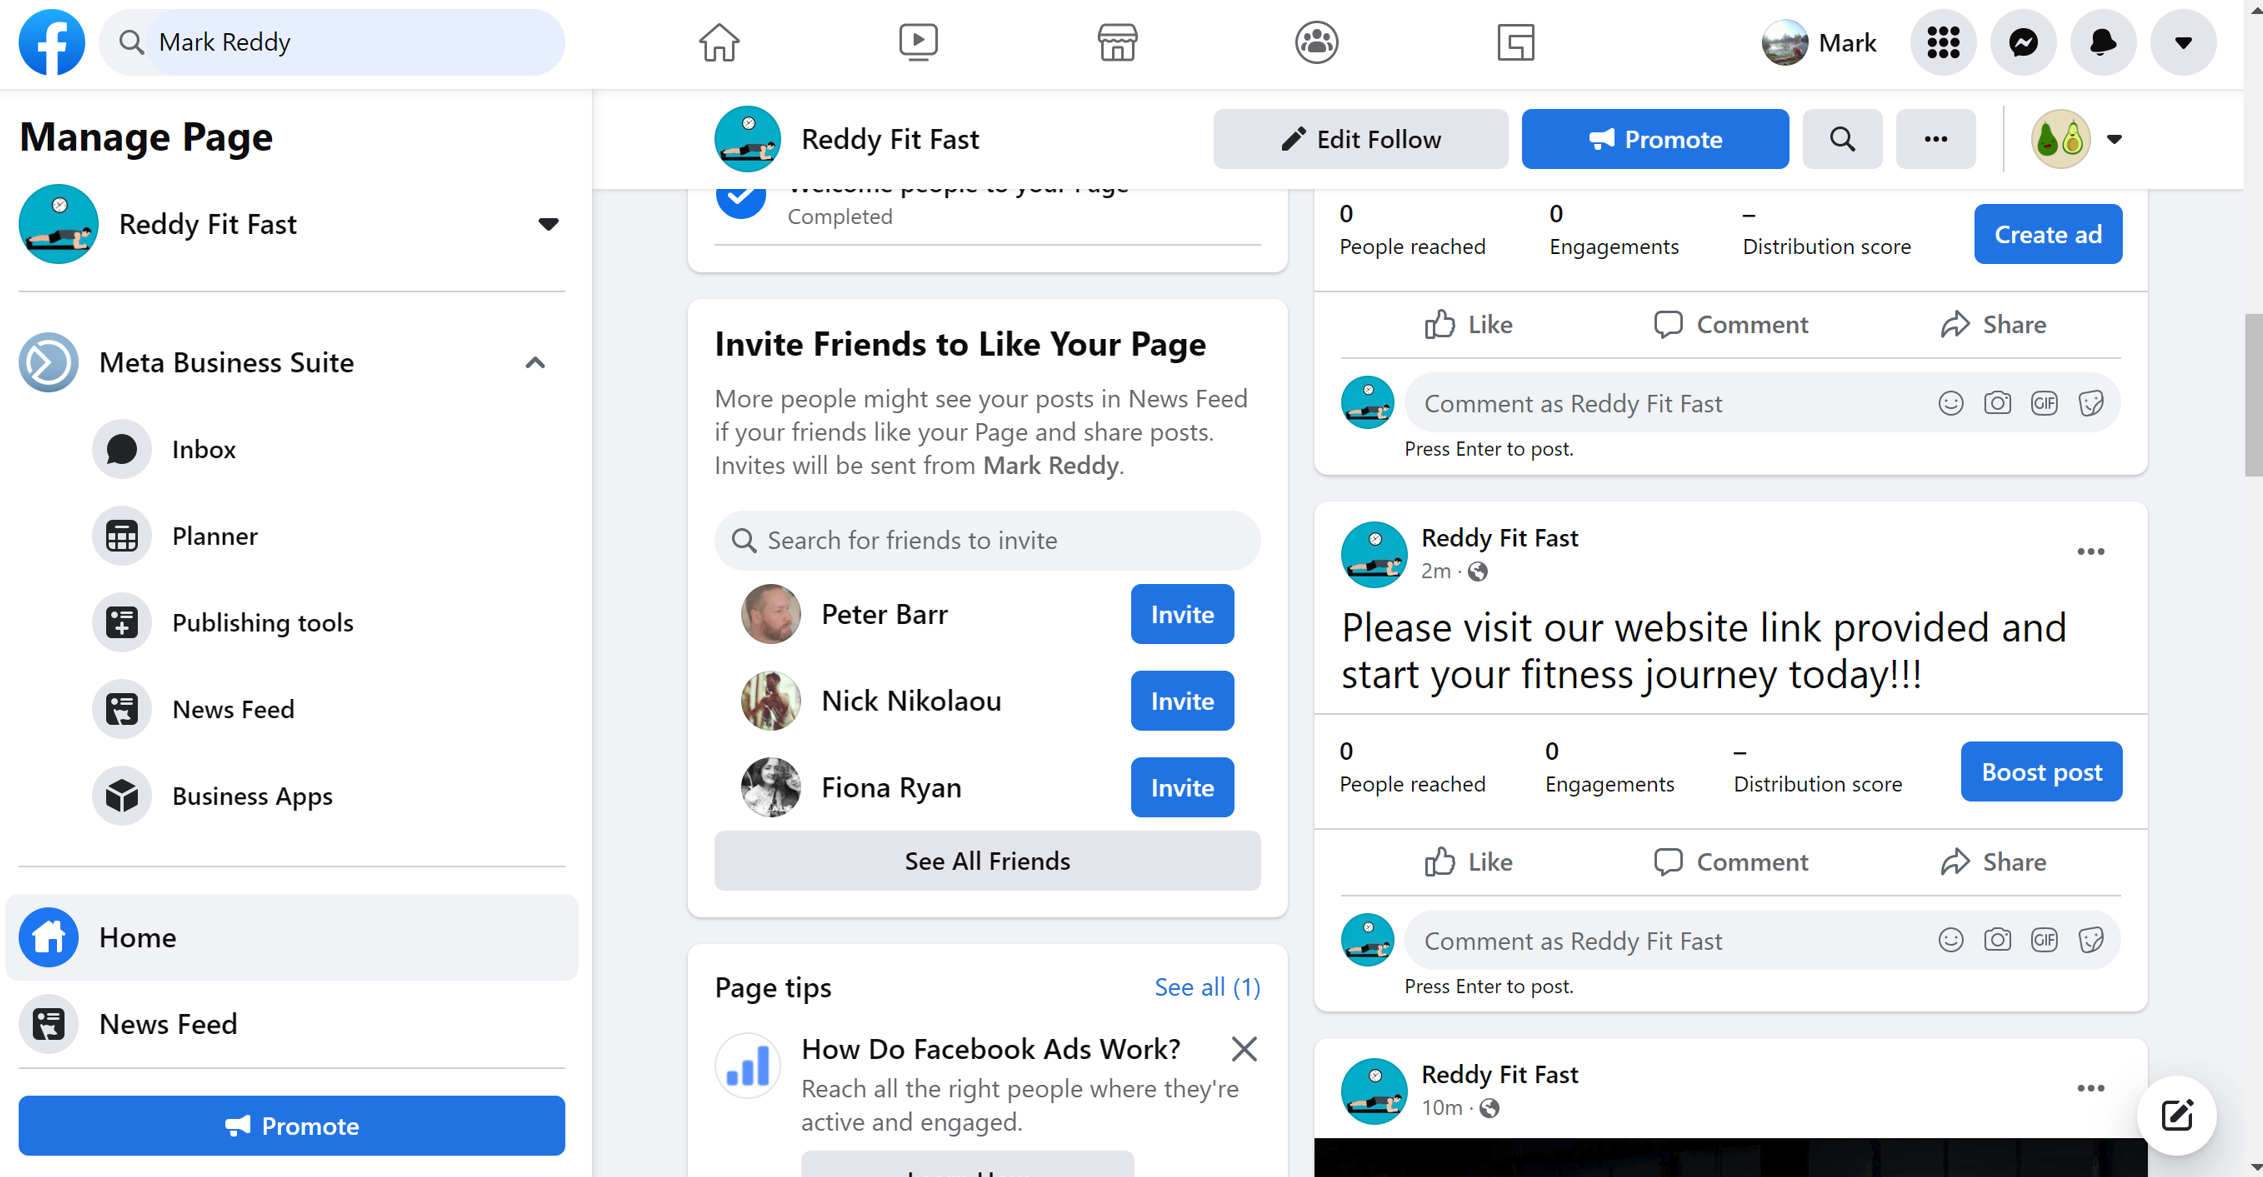 Mark Reddy
Mark
Manage Page
Reddy Fit Fast
Meta Business Suite
Inbox
Planner
Publishing tools
News Feed
Business Apps
Home
News Feed
Promote
Reddy Fit Fast
Edit Follow
Promote
Welcome people to your Page
Completed
Invite Friends to Like Your Page
More people might see your posts in News Feed
if your friends like your Page and share posts.
Invites will be sent from Mark Reddy.
Search for friends to invite
Peter Barr
Invite
Nick Nikolaou
Invite
Fiona Ryan
Invite
See All Friends
Page tips
See all (1)
How Do Facebook Ads Work?
Reach all the right people where they're
active and engaged.
0
People reached
0
Engagements
–
Distribution score
Create ad
Like
Comment
Share
Comment as Reddy Fit Fast
GIF
Press Enter to post.
Reddy Fit Fast
2m ·
Please visit our website link provided and
start your fitness journey today!!!
0
People reached
0
Engagements
–
Distribution score
Boost post
Like
Comment
Share
Comment as Reddy Fit Fast
GIF
Press Enter to post.
Reddy Fit Fast
10m ·